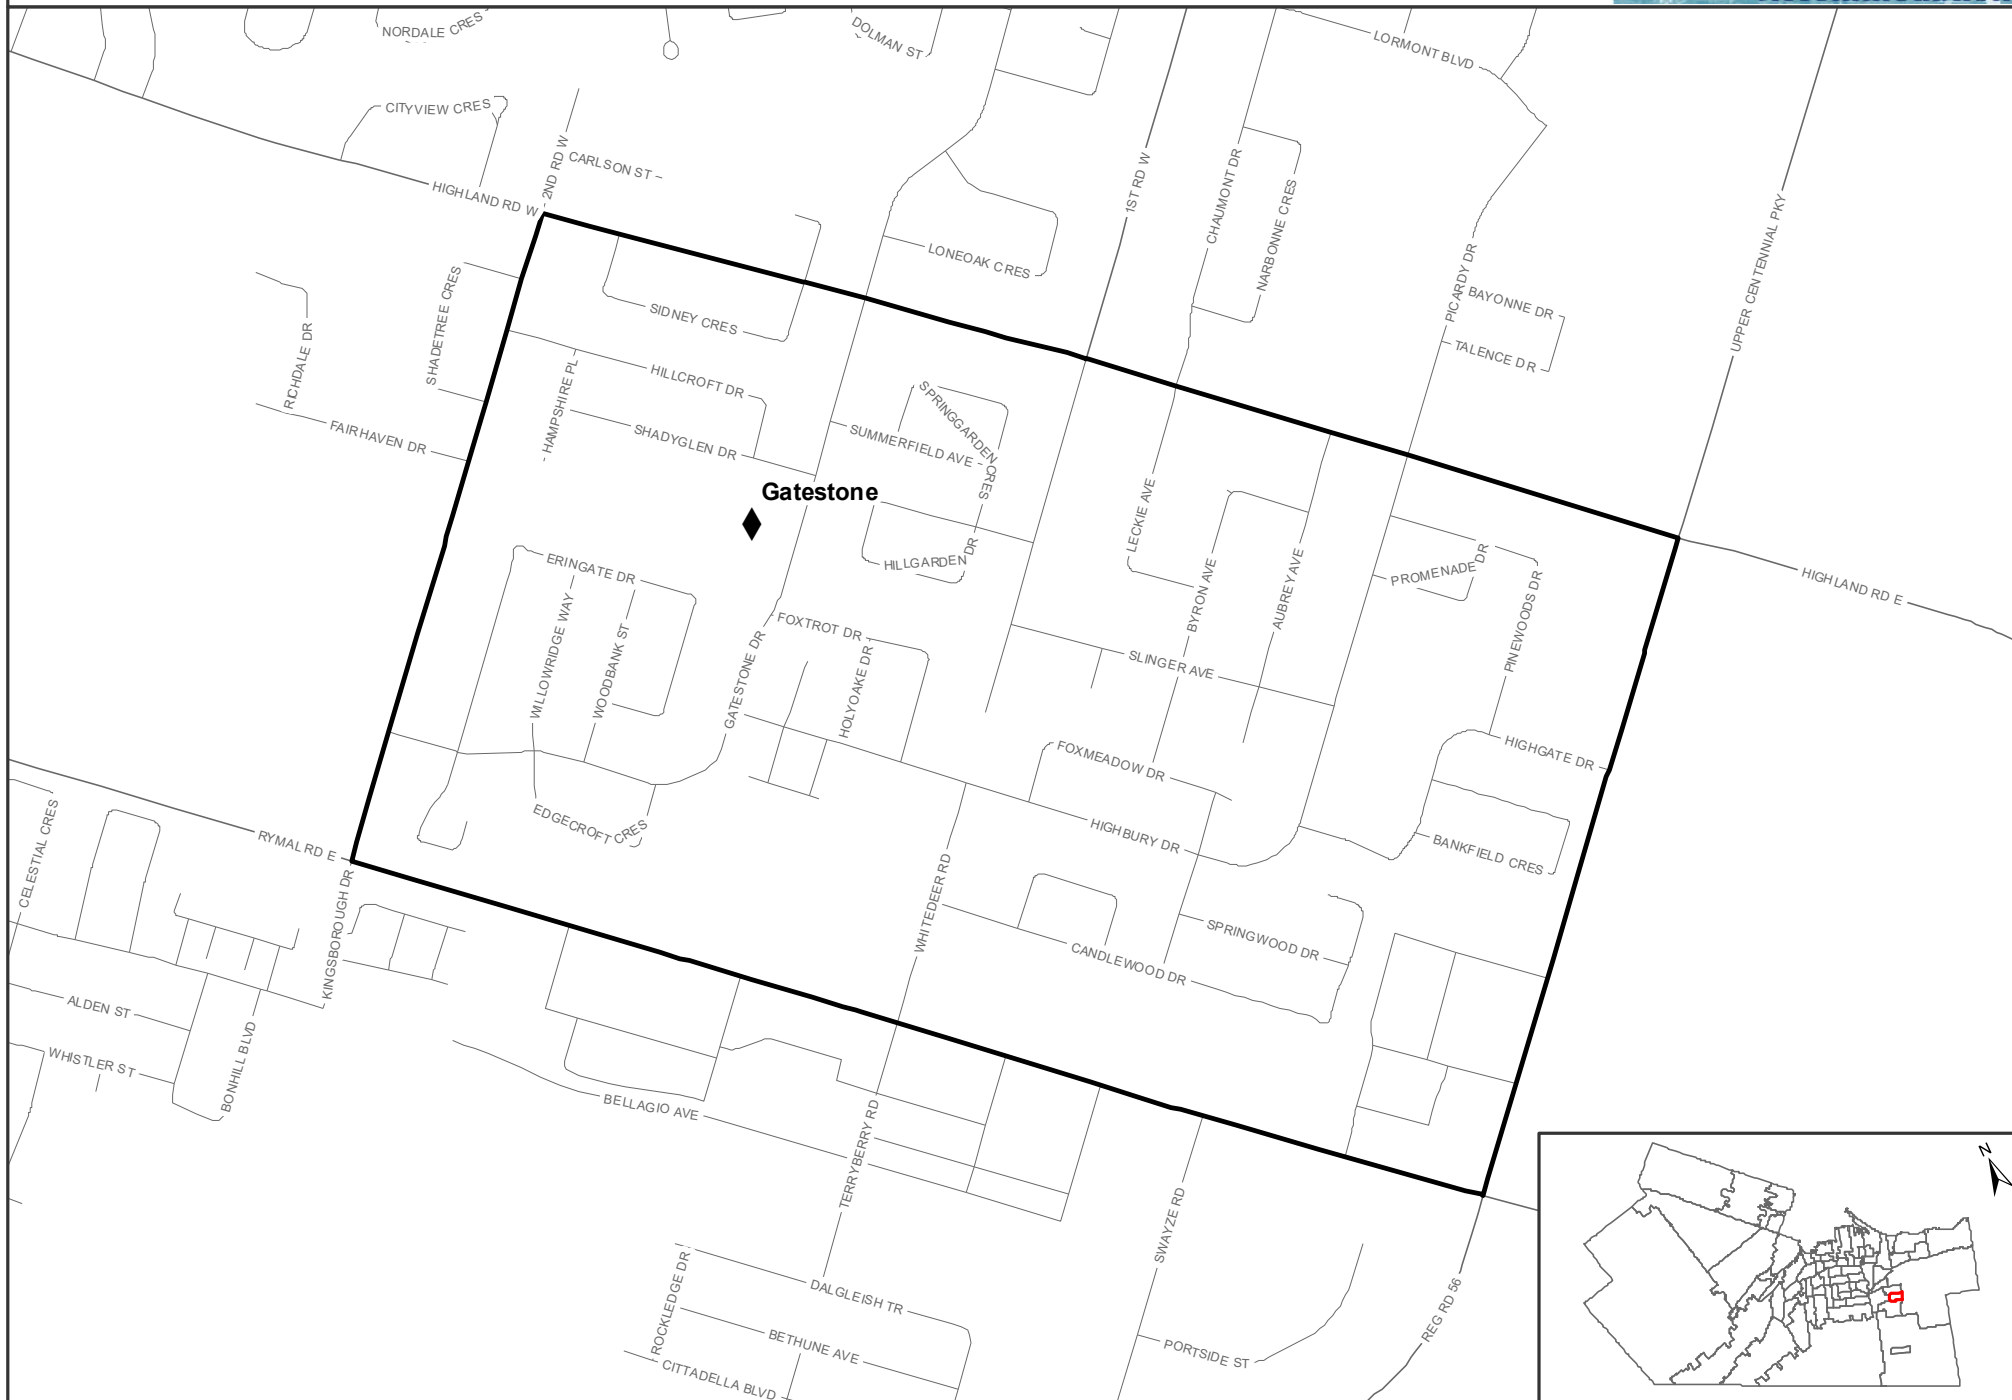 NORDALE CRES
DOLMAN ST
LORMONT BLVD
CITYVIEW CRES
2ND RD W
CARLSON ST
HIGHLAND RD W
1ST RD W
CHAUMONT DR
NARBONNE CRES
LONEOAK CRES
PICARDY DR
BAYONNE DR
TALENCE DR
UPPER CENTENNIAL PKY
RICHDALE DR
SHADETREE CRES
FAIRHAVEN DR
SIDNEY CRES
HILLCROFT DR
HAMPSHIRE PL
SHADYGLEN DR
SUMMERFIELD AVE
SPRINGGARDEN CRES
Gatestone
HILLGARDEN DR
LECKIE AVE
BYRON AVE
AUBREY AVE
PROMENADE DR
PINEWOODS DR
HIGHLAND RD E
ERINGATE DR
WILLOWRIDGE WAY
WOODBANK ST
GATESTONE DR
FOXTROT DR
HOLYOAKE DR
SLINGER AVE
FOXMEADOW DR
HIGHGATE DR
EDGECROFT CRES
HIGHBURY DR
BANKFIELD CRES
RYMAL RD E
CELESTIAL CRES
KINGSBOROUGH DR
WHITEDEER RD
SPRINGWOOD DR
CANDLEWOOD DR
ALDEN ST
WHISTLER ST
BONHILL BLVD
BELLAGIO AVE
TERRYBERRY RD
SWAYZE RD
REG RD 56
ROCKLEDGE DR
DALGLEISH TR
BETHUNE AVE
CITTADELLA BLVD
PORTSIDE ST
N